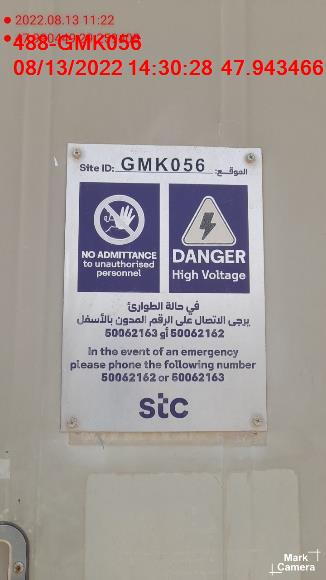 2022.08.13 11:22
488-GMK056
08/13/2022 14:30:28 47.943466
Site ID: GMK056 الموقع:
NO ADMITTANCE
to unauthorised
personnel
DANGER
High Voltage
في حالة الطوارئ
يرجى الاتصال على الرقم المدون بالأسفل
50062162 أو 50062163
In the event of an emergency
please phone the following number
50062162 or 50062163
stc
Mark
Camera